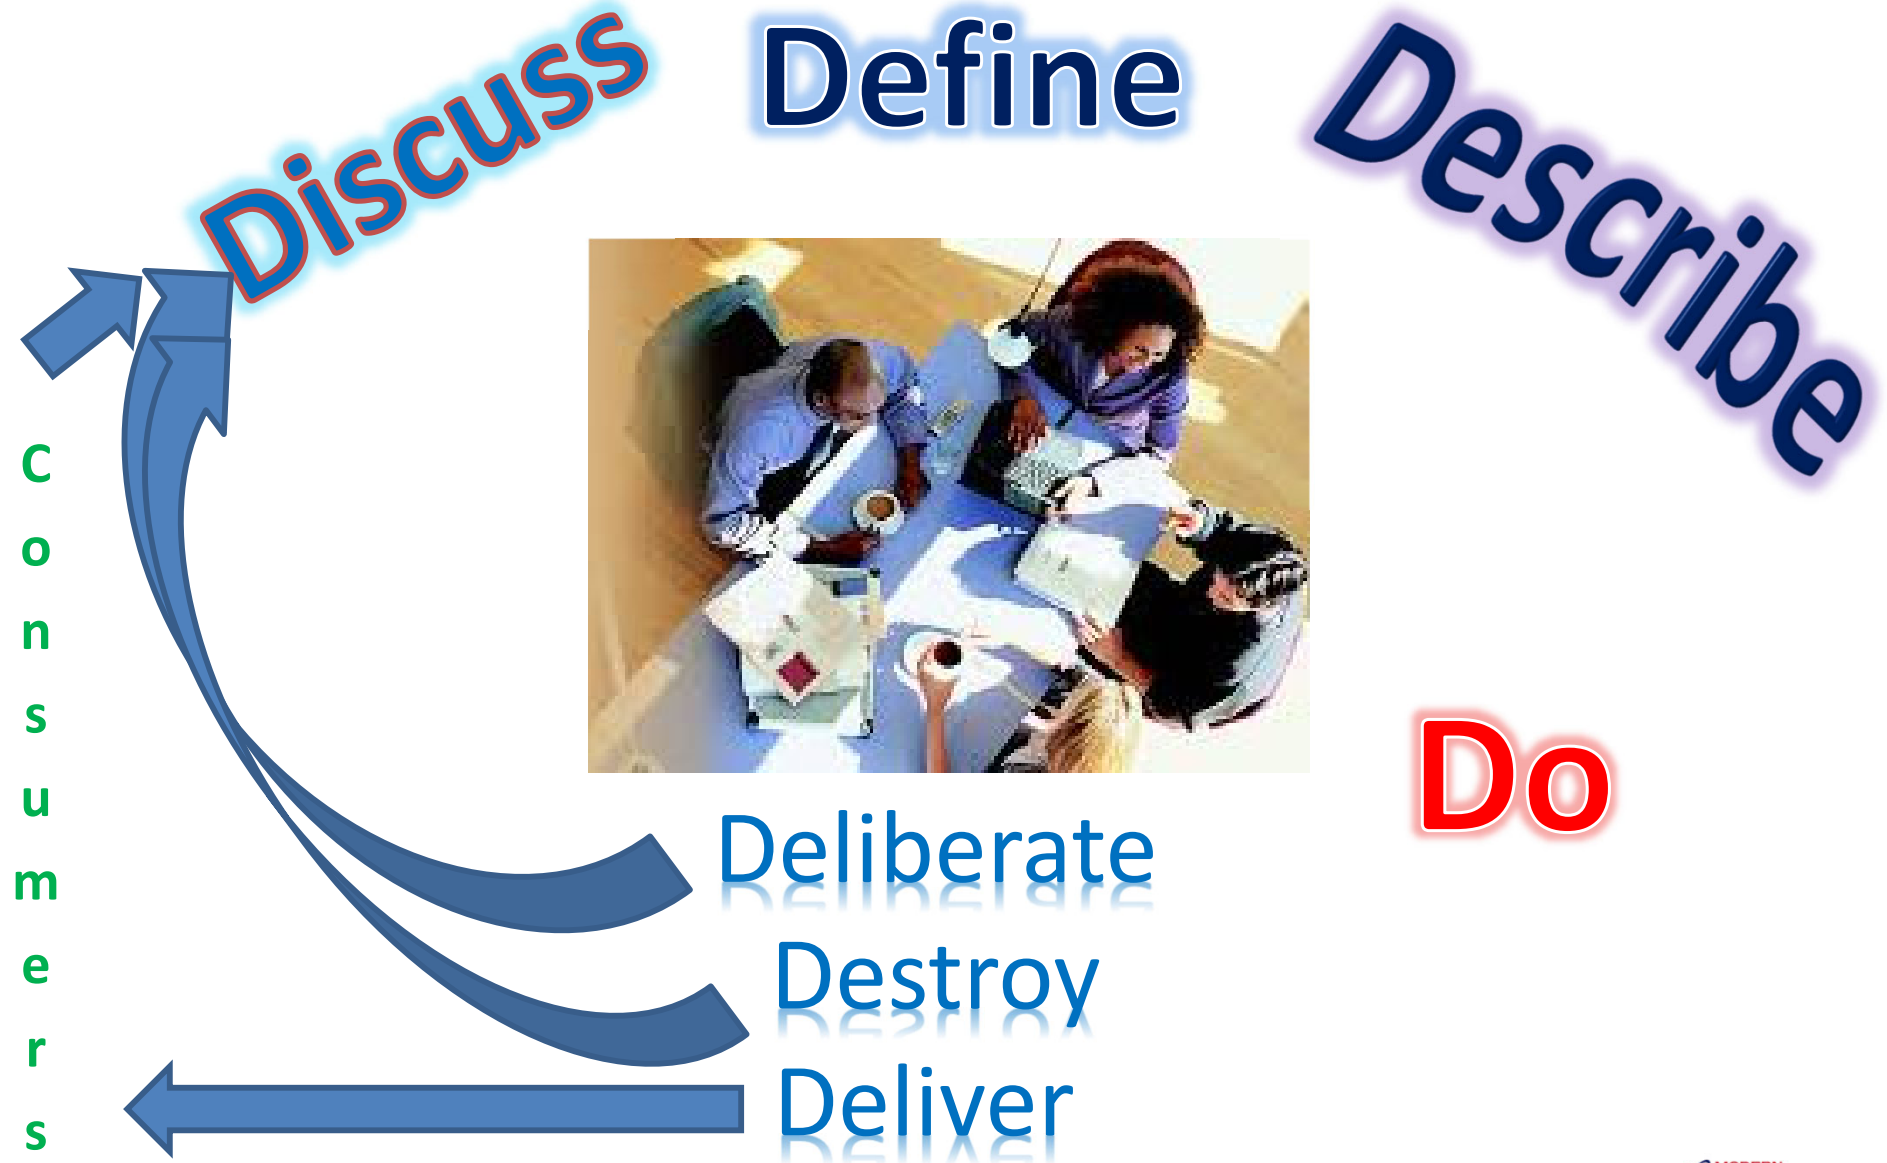 Discuss
Define
Describe
Consumers
Do
Deliberate
Destroy
Deliver